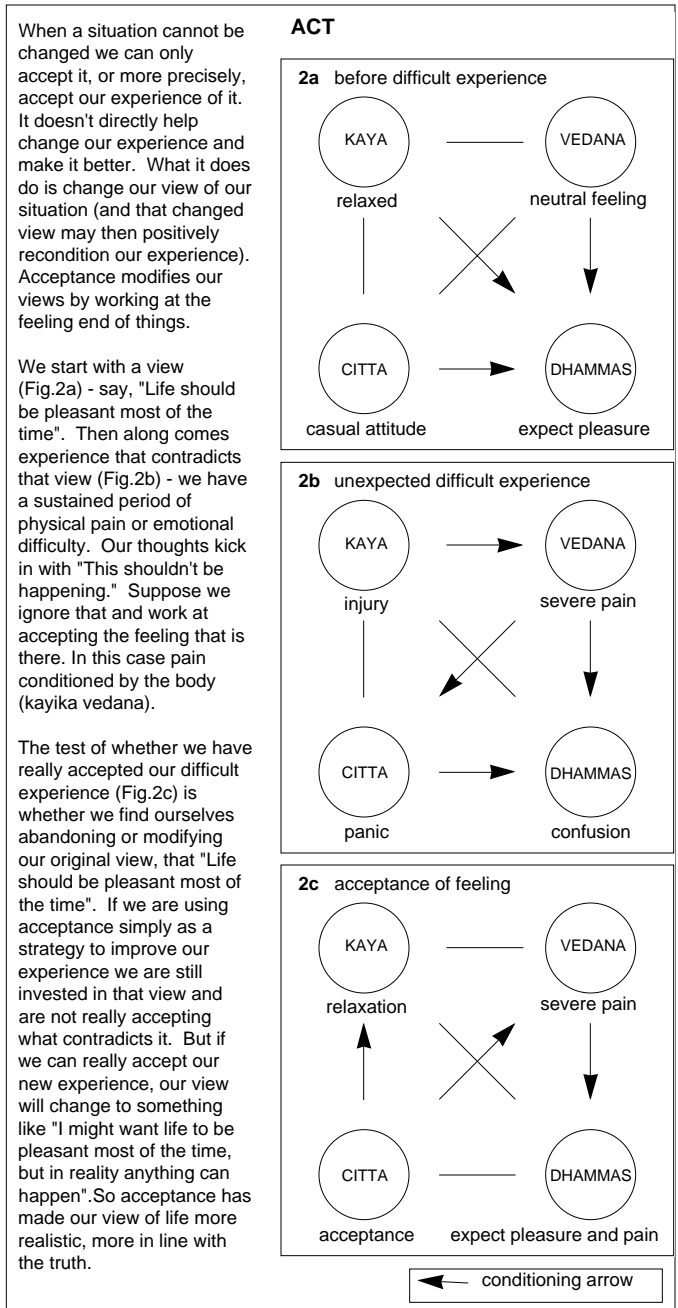 When a situation cannot be
changed we can only
accept it, or more precisely,
accept our experience of it.
It doesn't directly help
change our experience and
make it better.  What it does
do is change our view of our
situation (and that changed
view may then positively
recondition our experience).
Acceptance modifies our
views by working at the
feeling end of things.
We start with a view
(Fig.2a) - say, "Life should
be pleasant most of the
time".  Then along comes
experience that contradicts
that view (Fig.2b) - we have
a sustained period of
physical pain or emotional
difficulty.  Our thoughts kick
in with "This shouldn't be
happening."  Suppose we
ignore that and work at
accepting the feeling that is
there. In this case pain
conditioned by the body
(kayika vedana).
The test of whether we have
really accepted our difficult
experience (Fig.2c) is
whether we find ourselves
abandoning or modifying
our original view, that "Life
should be pleasant most of
the time".  If we are using
acceptance simply as a
strategy to improve our
experience we are still
invested in that view and
are not really accepting
what contradicts it.  But if
we can really accept our
new experience, our view
will change to something
like "I might want life to be
pleasant most of the time,
but in reality anything can
happen".So acceptance has
made our view of life more
realistic, more in line with
the truth.
ACT
2a before difficult experience
KAYA VEDANA
relaxed neutral feeling
CITTA DHAMMAS
casual attitude expect pleasure
2b unexpected difficult experience
KAYA VEDANA
injury severe pain
CITTA DHAMMAS
panic confusion
2c acceptance of feeling
KAYA VEDANA
relaxation severe pain
CITTA DHAMMAS
acceptance expect pleasure and pain
conditioning arrow